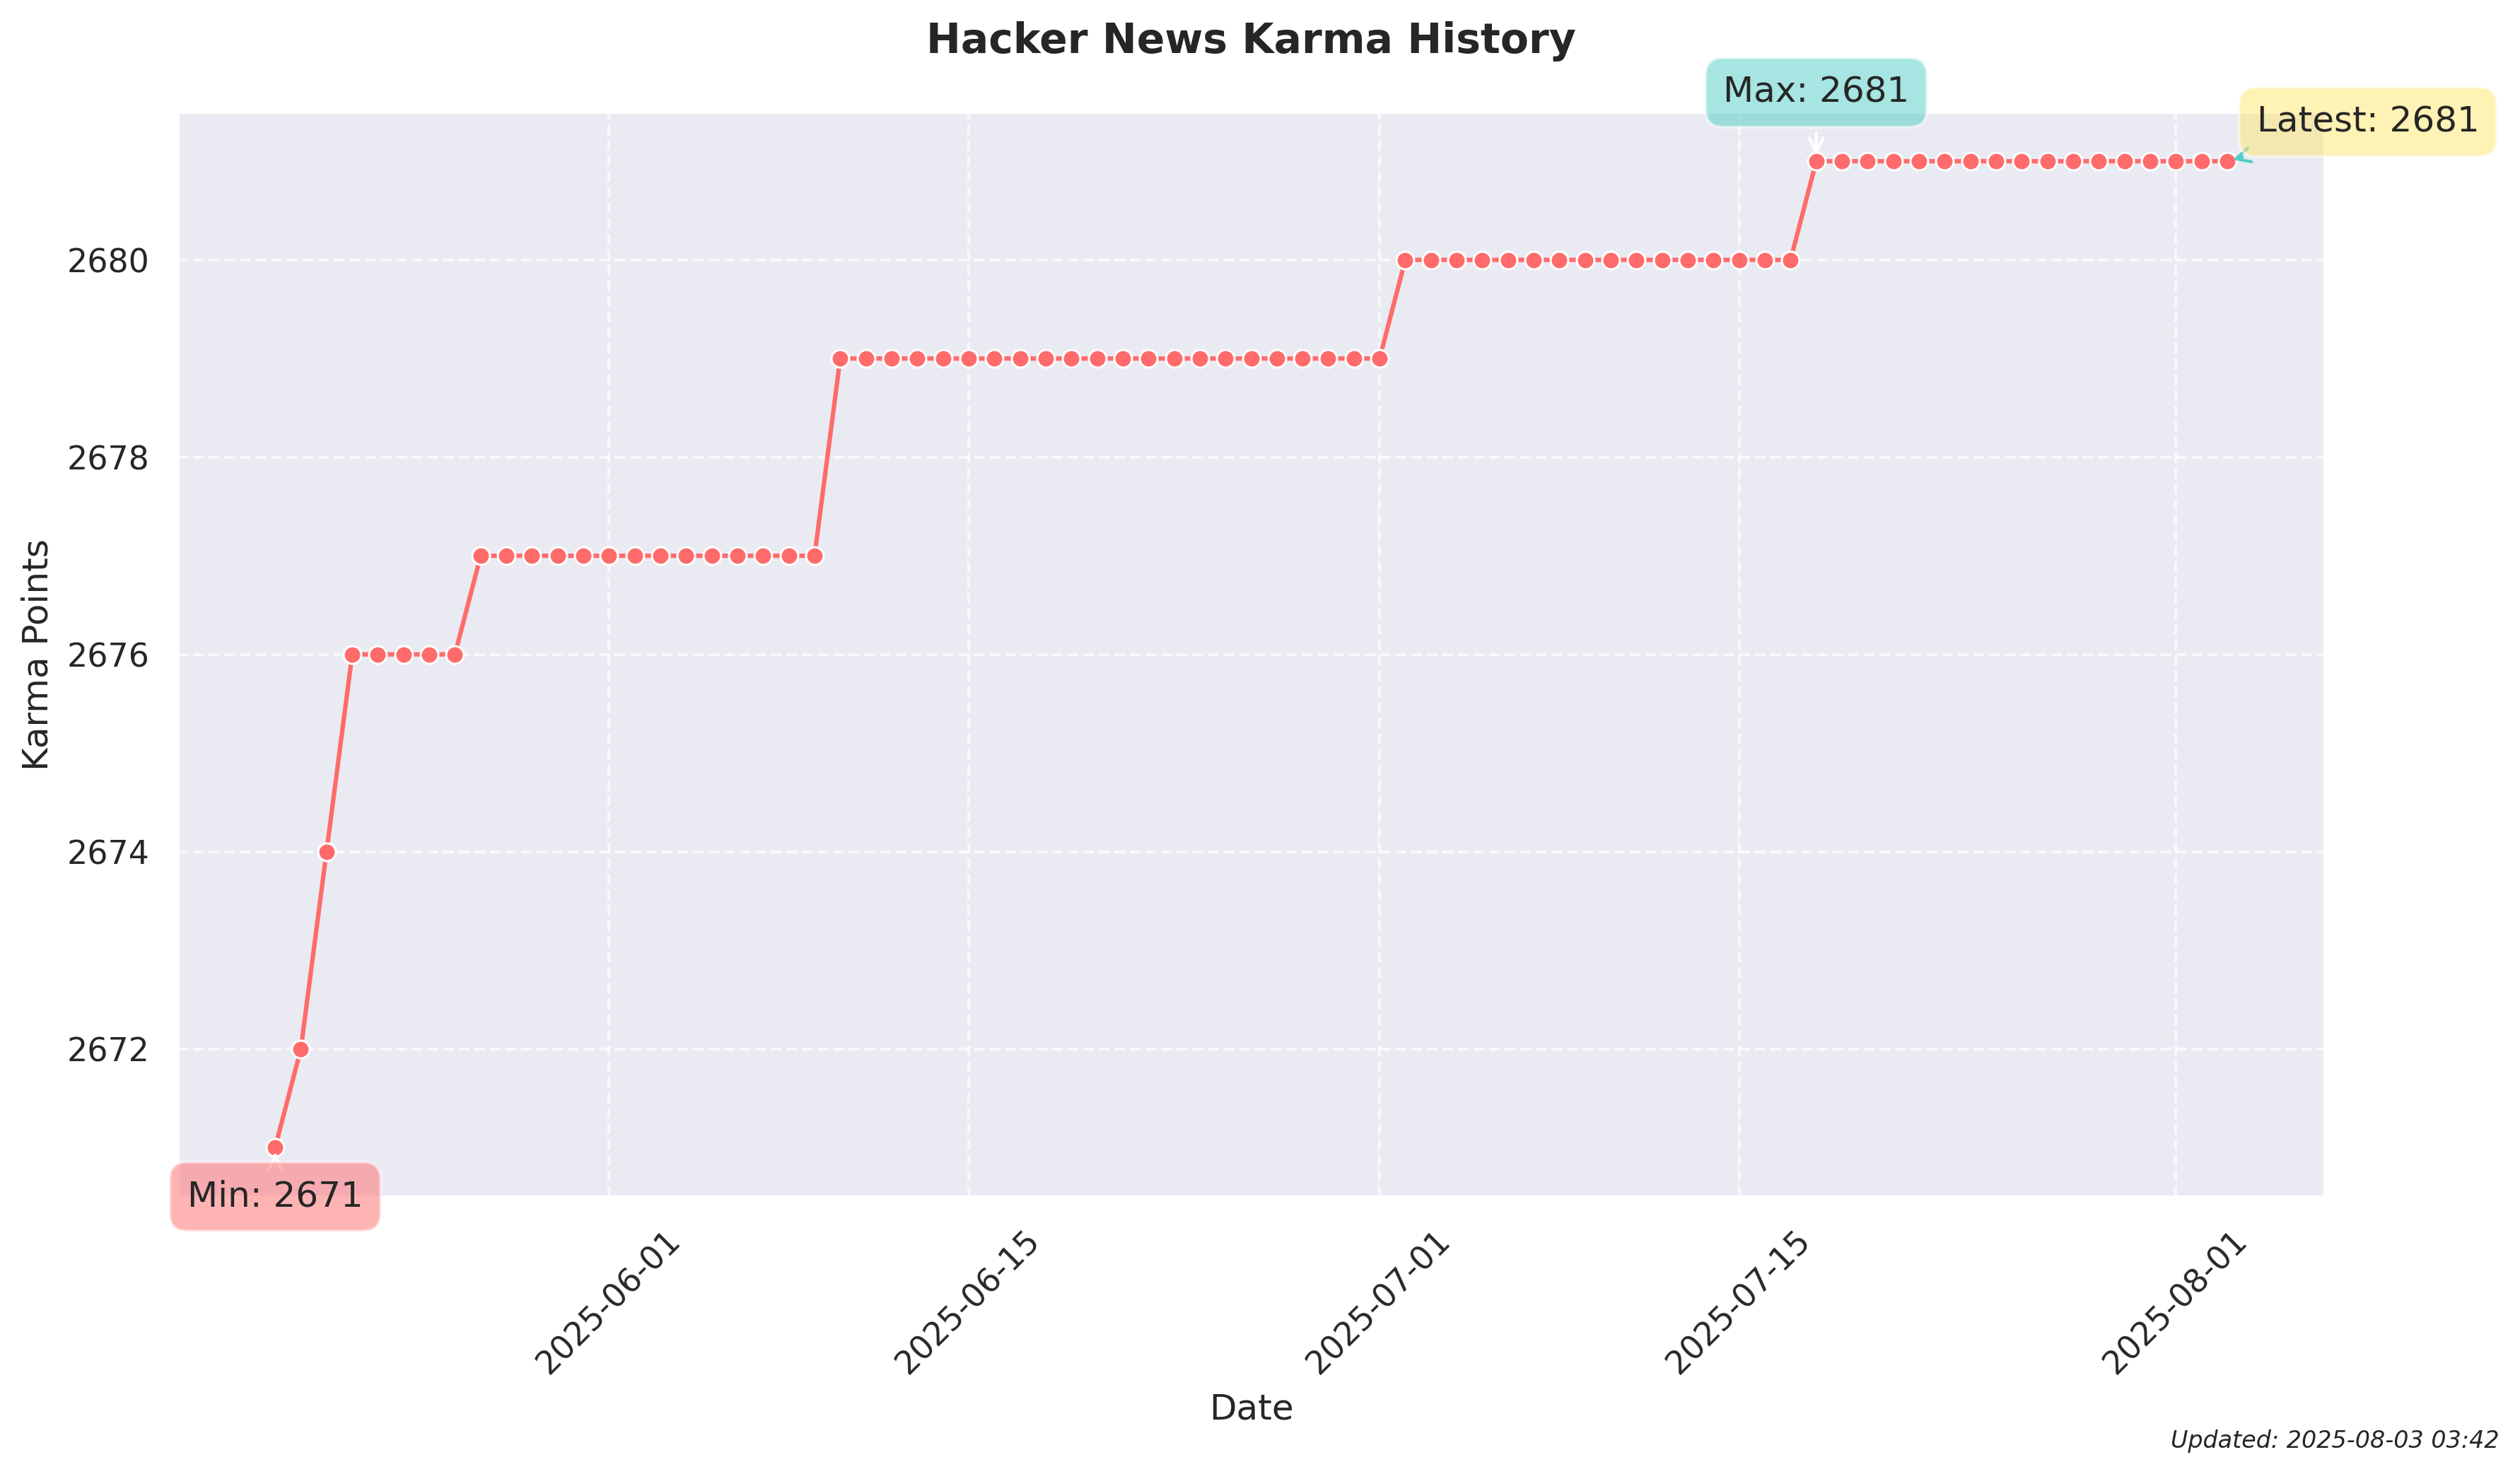 Hacker News Karma History
Max: 2681
Latest: 2681
2680
2678
2676
2674
2672
Karma Points
Min: 2671
2025-06-01
2025-06-15
2025-07-01
2025-07-15
2025-08-01
Date
Updated: 2025-08-03 03:42